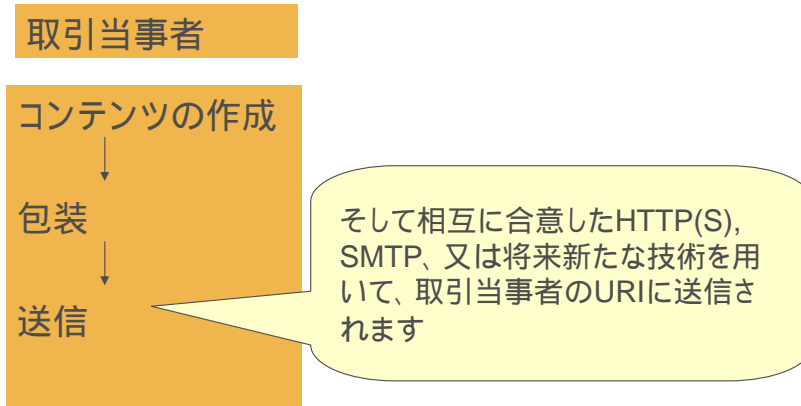 取引当事者
コンテンツの作成
包装
送信
そして相互に合意したHTTP(S),
SMTP、又は将来新たな技術を用
いて、取引当事者のURIに送信さ
れます